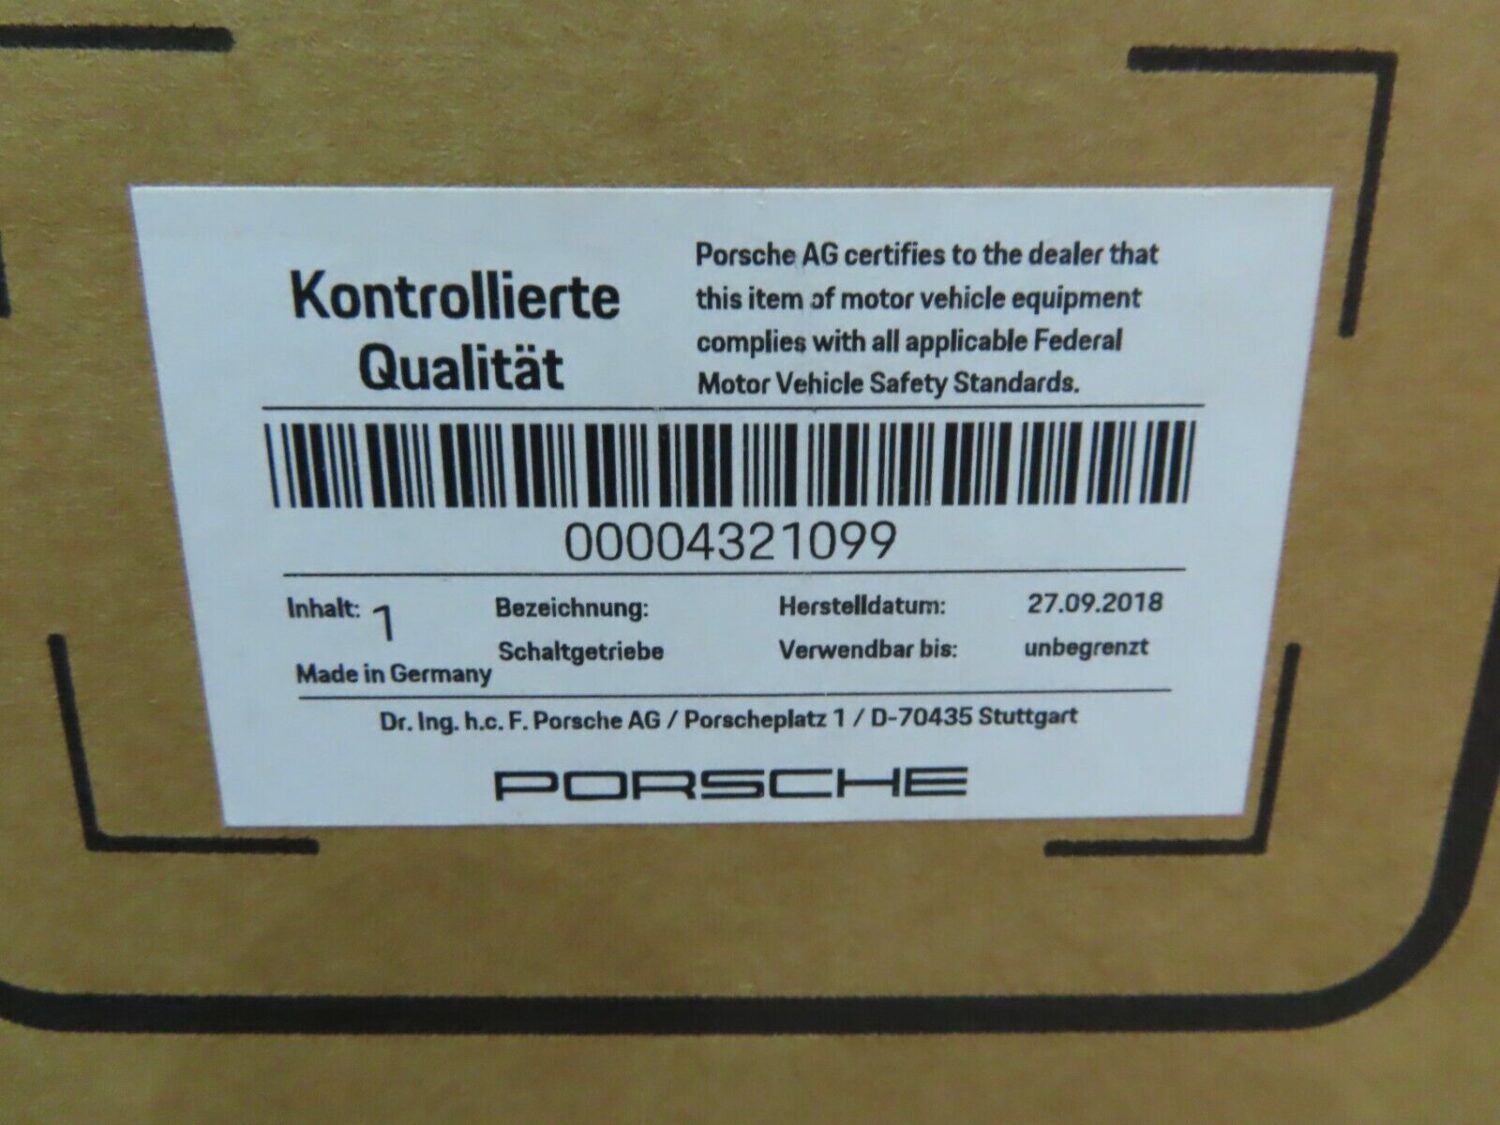 Kontrollierte
Qualität
Porsche AG certifies to the dealer that
this item of motor vehicle equipment
complies with all applicable Federal
Motor Vehicle Safety Standards.
00004321099
Inhalt: 1
Made in Germany
Bezeichnung:
Schaltgetriebe
Herstelldatum: 27.09.2018
Verwendbar bis: unbegrenzt
Dr. Ing. h.c. F. Porsche AG / Porscheplatz 1 / D-70435 Stuttgart
PORSCHE